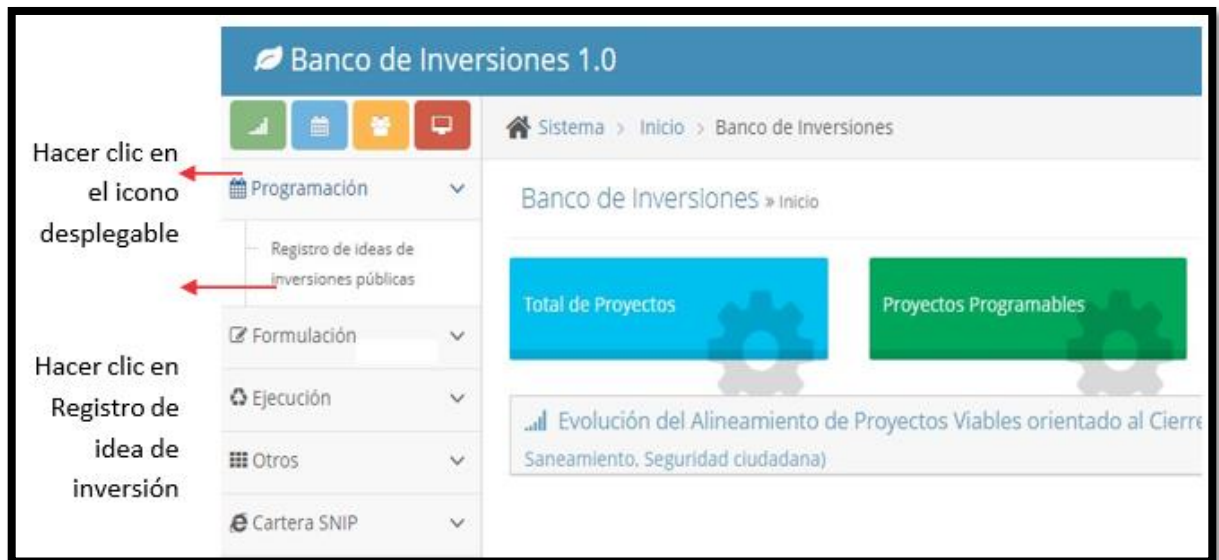 Banco de Inversiones 1.0
Sistema > Inicio > Banco de Inversiones
Hacer clic en
el icono
desplegable
Programación
Registro de ideas de
inversiones públicas
Banco de Inversiones » Inicio
Total de Proyectos
Proyectos Programables
Hacer clic en
Registro de
idea de
inversión
Formulación
Ejecución
Otros
Cartera SNIP
Evolución del Alineamiento de Proyectos Viables orientado al Cierre
Saneamiento, Seguridad ciudadana)